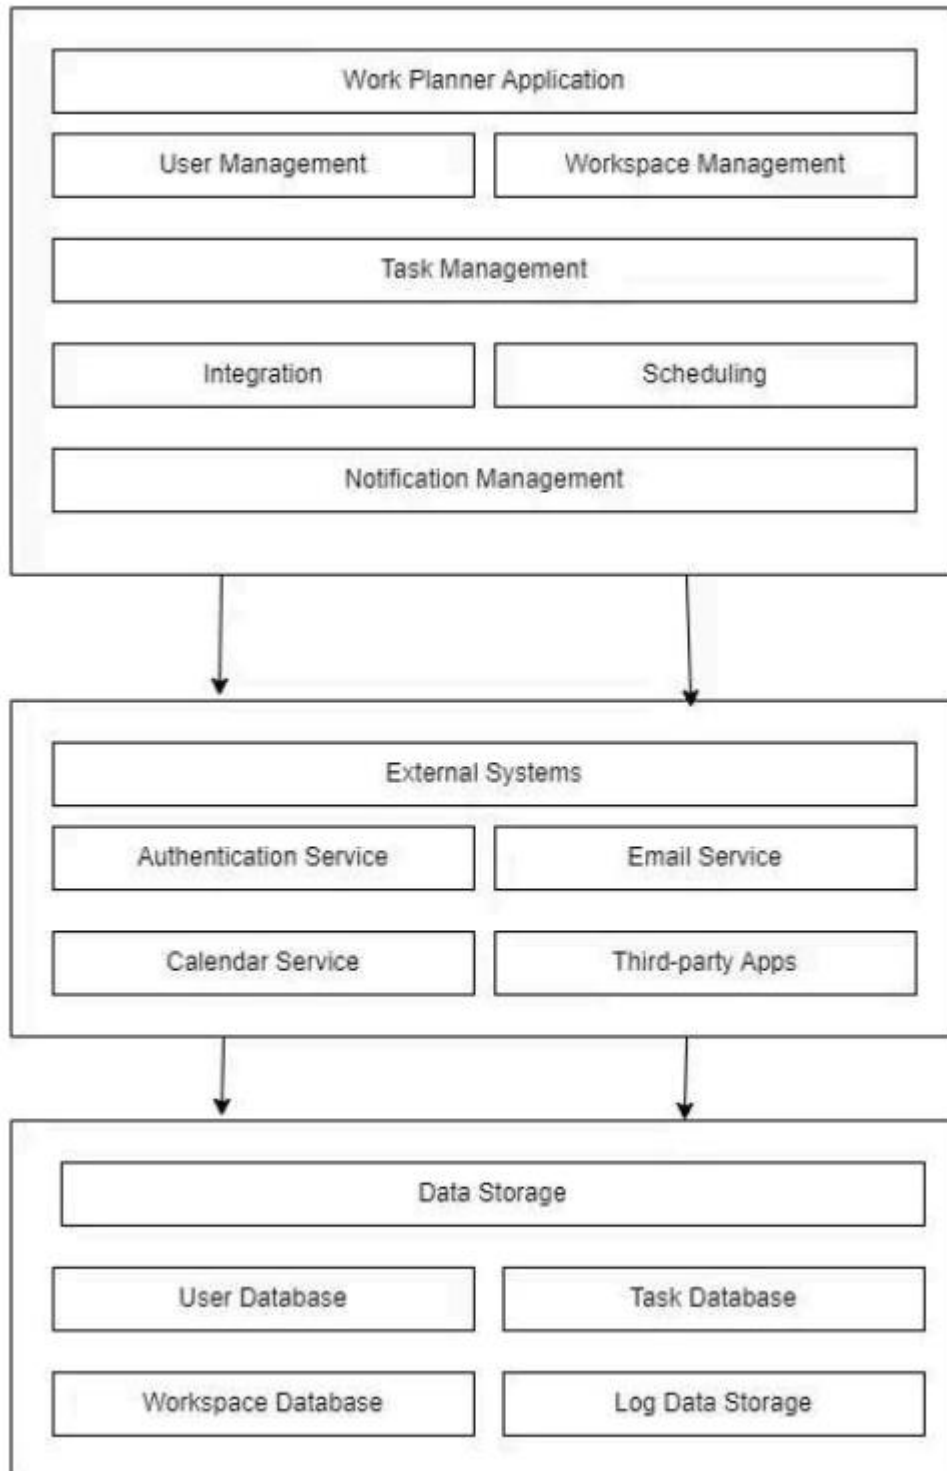 Work Planner Application
User Management
Workspace Management
Task Management
Integration
Scheduling
Notification Management
External Systems
Authentication Service
Email Service
Calendar Service
Third-party Apps
Data Storage
User Database
Task Database
Workspace Database
Log Data Storage